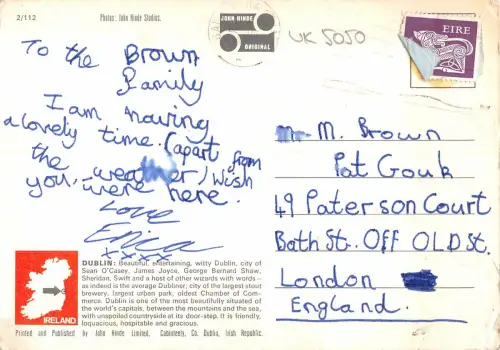 2/112
Photos: John Hinde Studios.
JOHN HINDE
ORIGINAL
UK 5050
EIRE
To the Brown
Family
I am having
a lovely time. (apart from
the weather) Wish
you were here.
Love
Erica
xxxx
M. Brown
Pat Gouk
49 Paterson Court
Bath St. Off OLD St.
London
England.
DUBLIN: Beautiful, entertaining, witty Dublin, city of
Sean O'Casey, James Joyce, George Bernard Shaw,
Sheridan, Swift and a host of other wizards with words —
as indeed is the average Dubliner, city of the largest stout
brewery, largest urban park, oldest Chamber of Com-
merce. Dublin is one of the most beautifully situated of
the world's capitals, between the mountains and the sea,
with unspoiled countryside at its door-step. It is friendly,
loquacious, hospitable and gracious.
IRELAND
Printed and Published by John Hinde Limited, Cabinteely, Co. Dublin, Irish Republic.